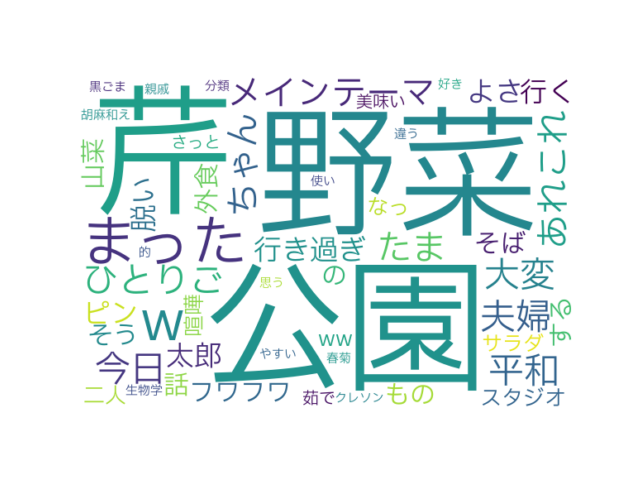 黒ごま
親戚
分類
メインテーマ
好き
よさ
行く
胡麻和え
芹
さっと
ちゃん
美味い
野菜
違う
あれこれ
山菜
脱い
外食
使い
なっ
まった
的
行き過ぎ
たま
そば
ひとりご
公園
の
思う
大変
ピン
w
喧嘩
夫婦
する
そう
ww
サラダ
今日
太郎
やすい
春菊
平和
二人
生物学
話
フワフワ
茹で
クレソン
もの
スタジオ